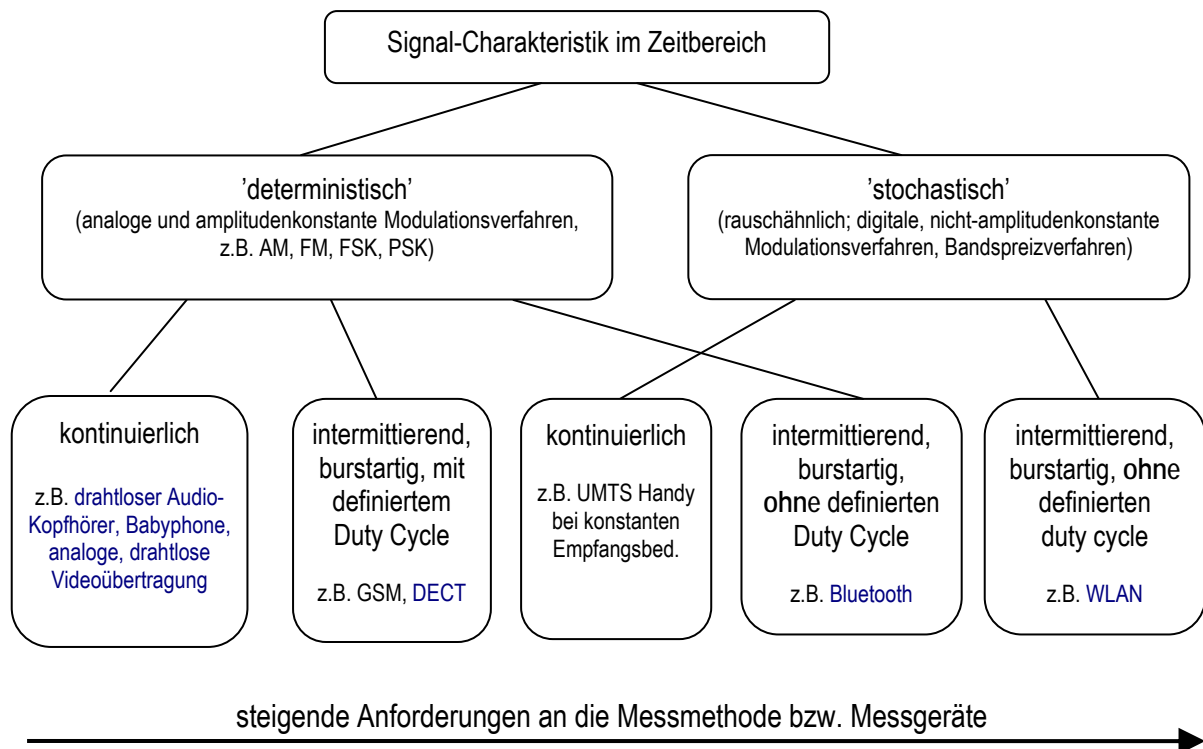 Signal-Charakteristik im Zeitbereich
’deterministisch’
(analoge und amplitudenkonstante Modulationsverfahren,
z.B. AM, FM, FSK, PSK)
’stochastisch’
(rauschähnlich; digitale, nicht-amplitudenkonstante
Modulationsverfahren, Bandspreizverfahren)
kontinuierlich
z.B. drahtloser Audio-
Kopfhörer, Babyphone,
analoge, drahtlose
Videoübertragung
intermittierend,
burstartig, mit
definiertem
Duty Cycle
z.B. GSM, DECT
kontinuierlich
z.B. UMTS Handy
bei konstanten
Empfangsbed.
intermittierend,
burstartig,
ohne definierten
Duty Cycle
z.B. Bluetooth
intermittierend,
burstartig, ohne
definierten
duty cycle
z.B. WLAN
steigende Anforderungen an die Messmethode bzw. Messgeräte